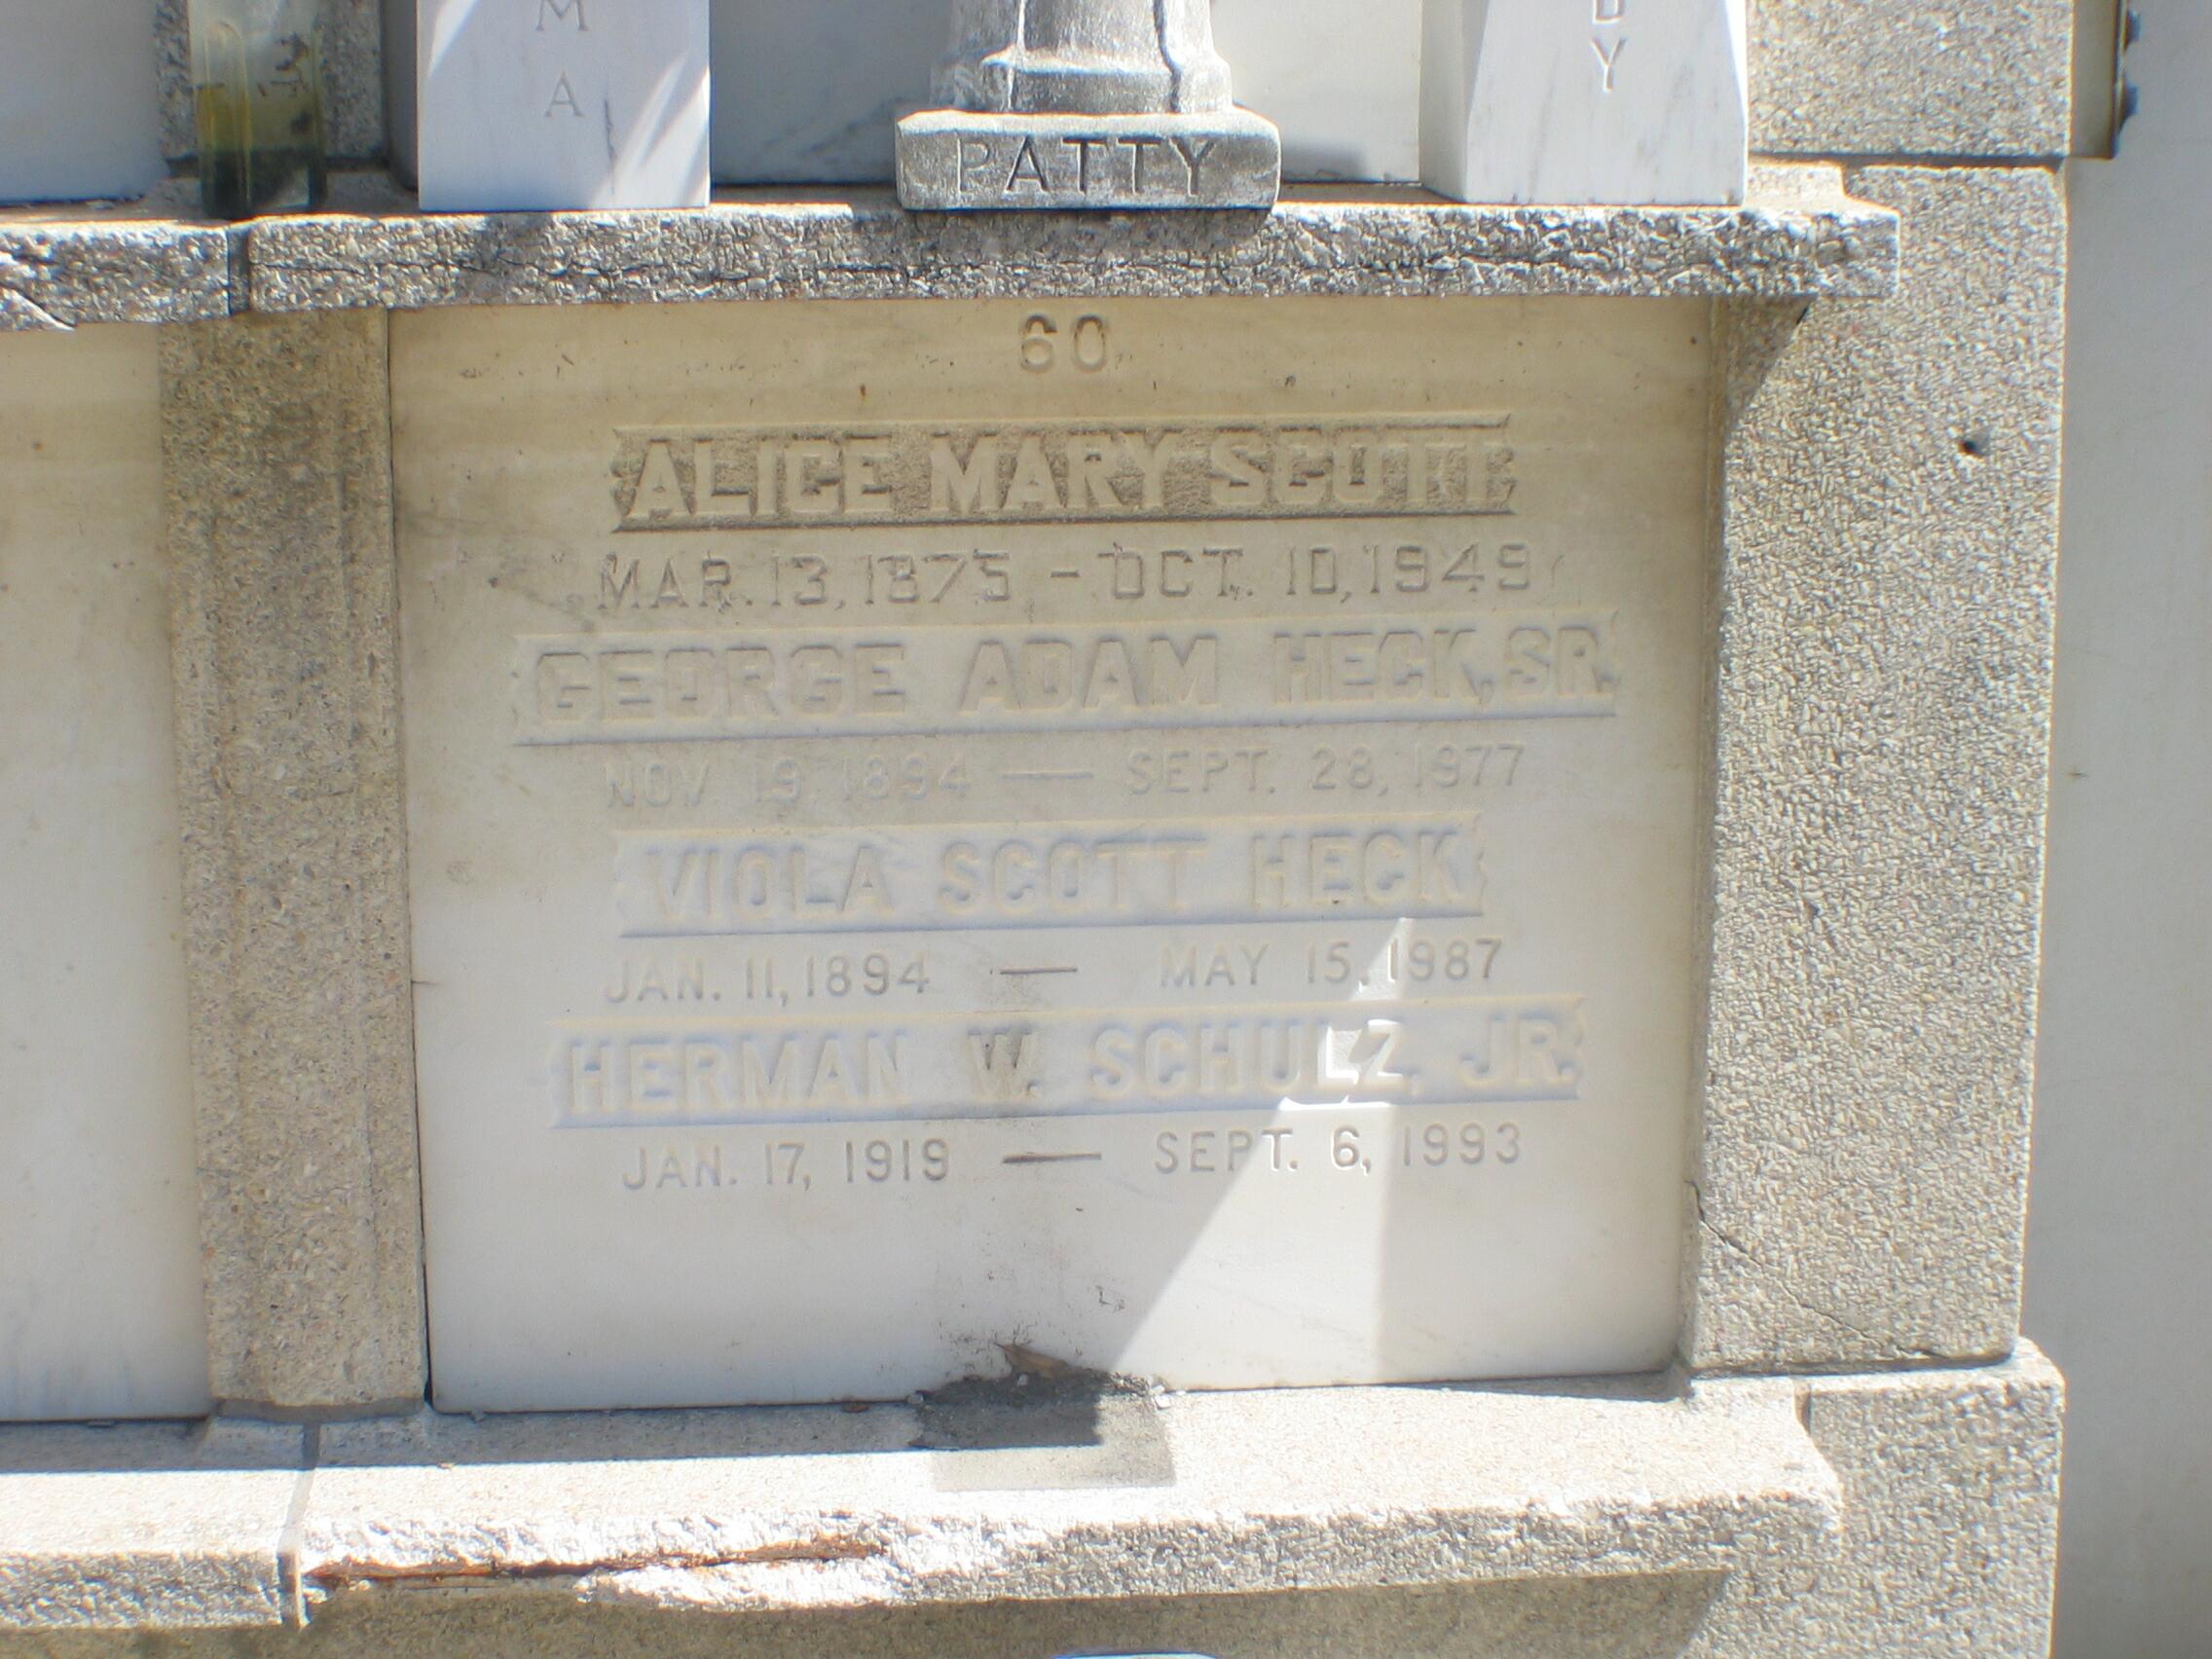 M
A
PATTY
DY
60
ALICE MARY SCOTT
MAR. 13, 1875 - OCT. 10, 1949
GEORGE ADAM HECK, SR.
NOV. 19, 1894 — SEPT. 28, 1977
VIOLA SCOTT HECK
JAN. 11, 1894 — MAY 15, 1987
HERMAN W. SCHULZ, JR.
JAN. 17, 1919 — SEPT. 6, 1993